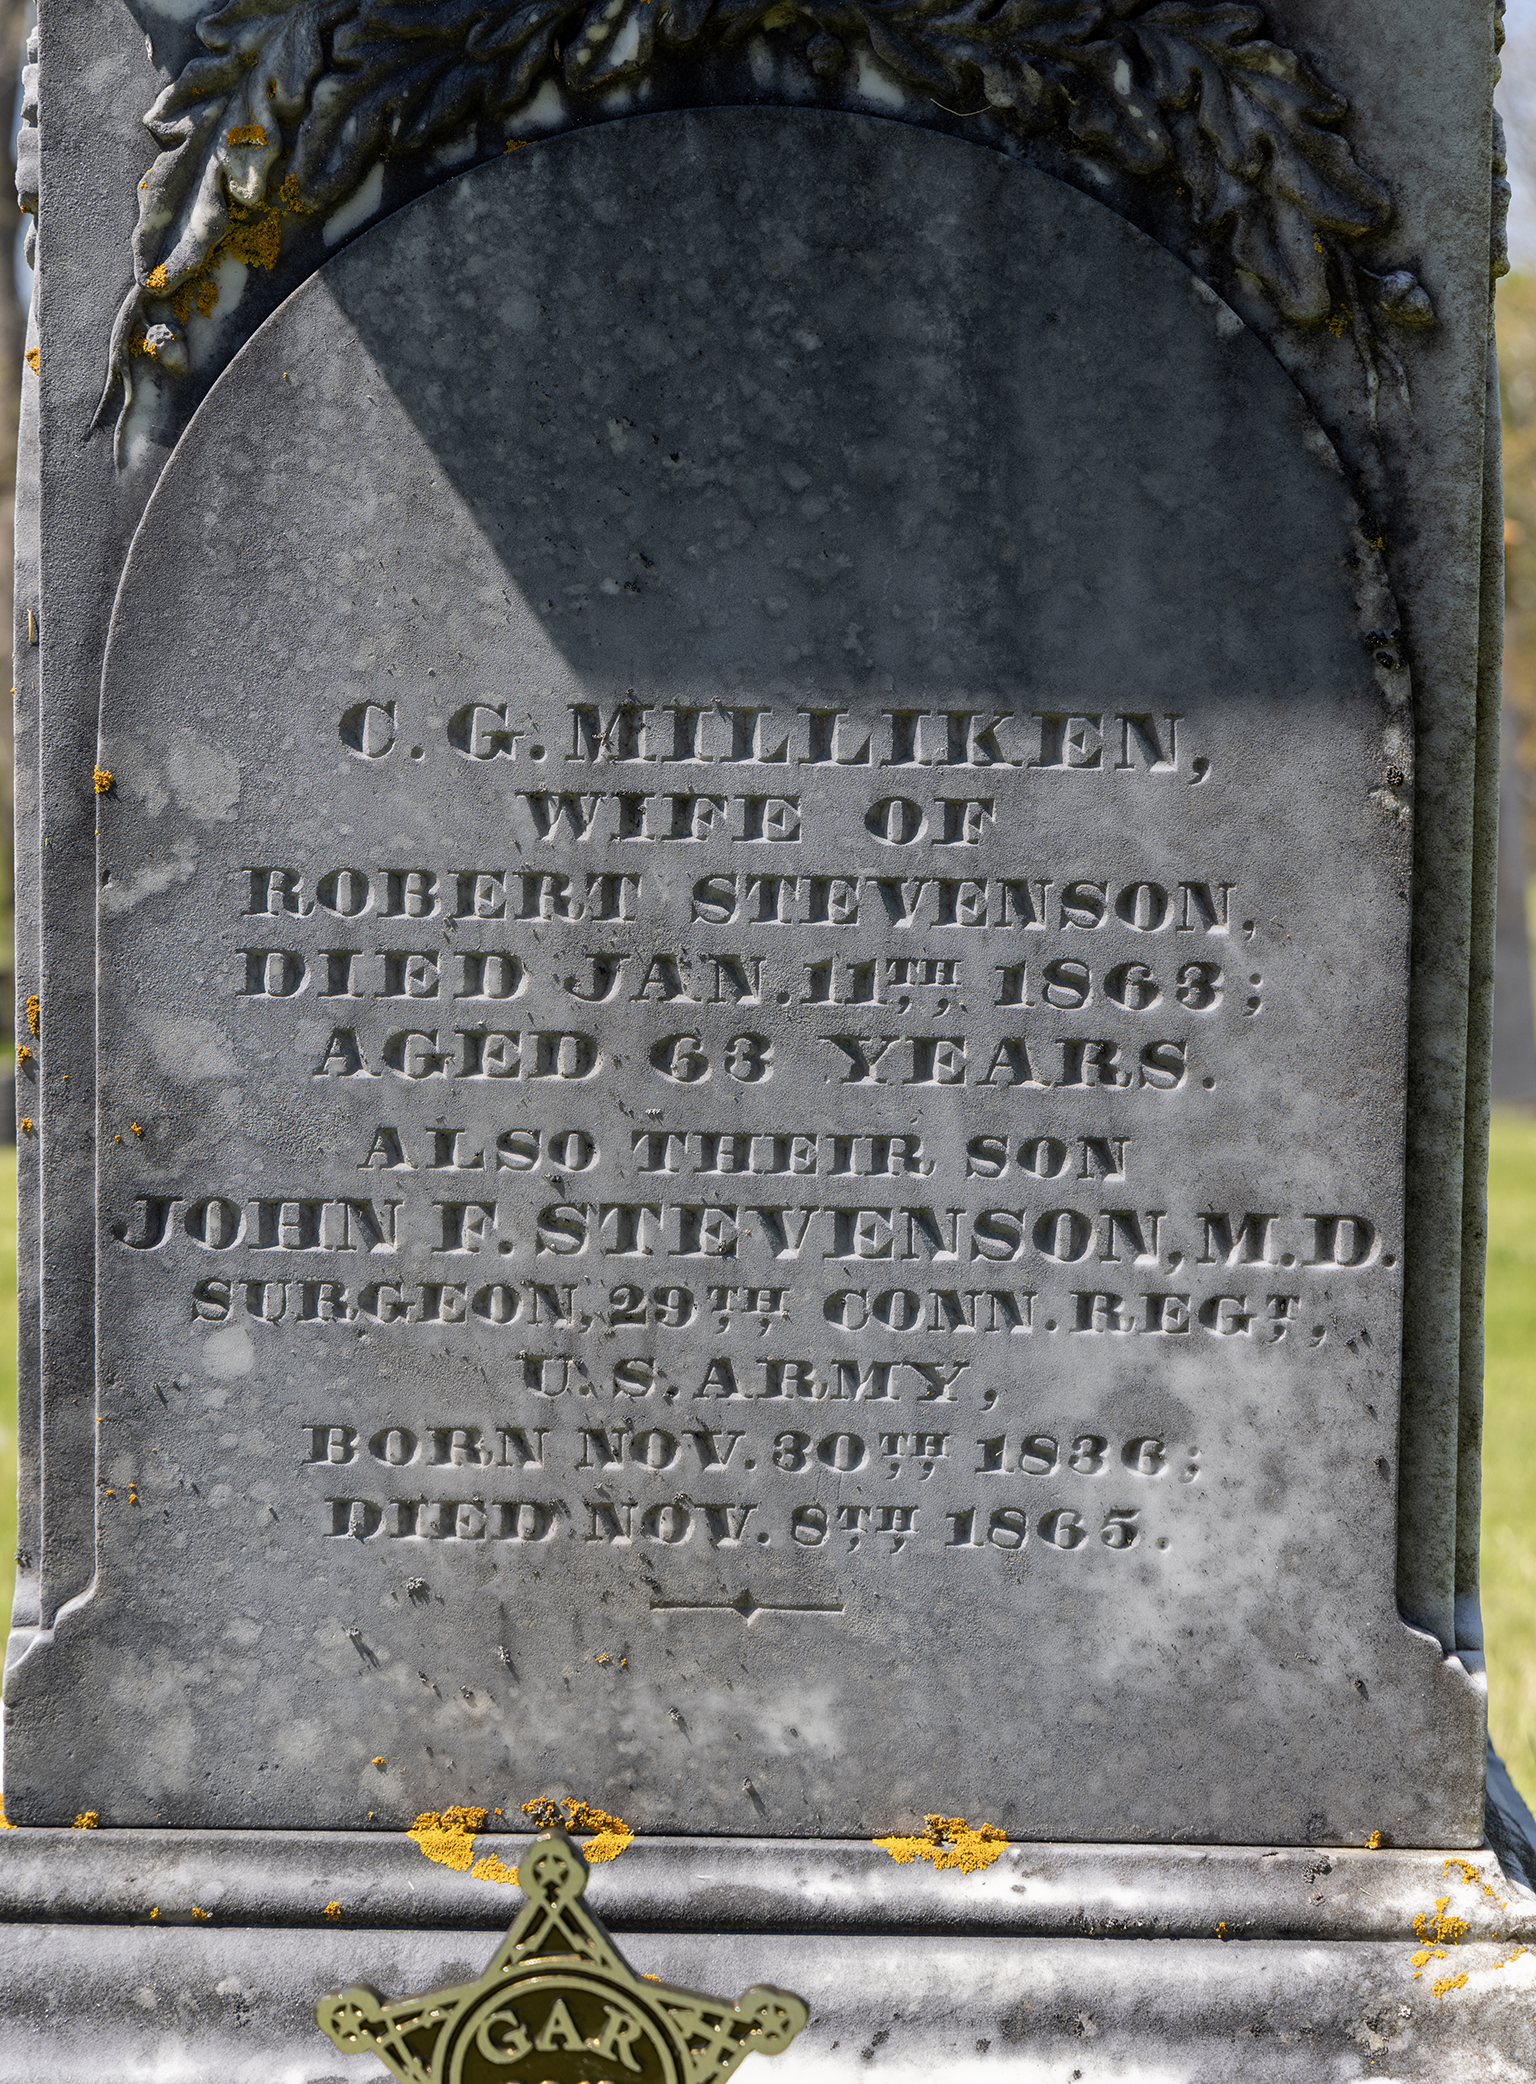 C. G. MILLIKEN,
WIFE OF
ROBERT STEVENSON,
DIED JAN. 11TH, 1863;
AGED 63 YEARS.
ALSO THEIR SON
JOHN F. STEVENSON, M.D.
SURGEON, 29TH, CONN. REGT,
U.S. ARMY,
BORN NOV. 30TH, 1836;
DIED NOV. 8TH, 1865.
GAR